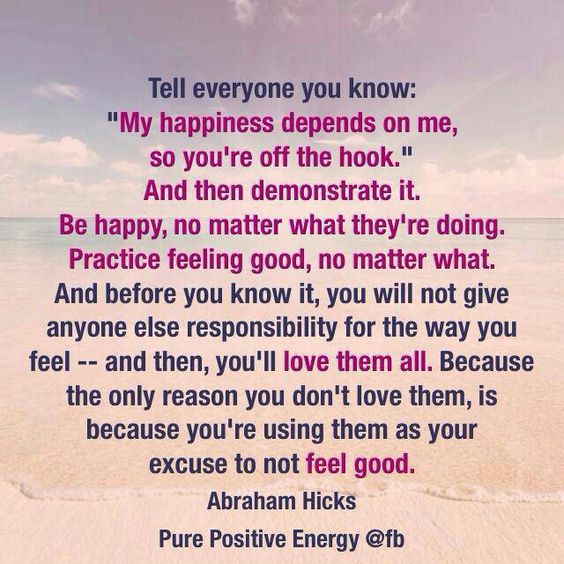 Tell everyone you know:
"My happiness depends on me,
so you're off the hook."
And then demonstrate it.
Be happy, no matter what they're doing.
Practice feeling good, no matter what.
And before you know it, you will not give
anyone else responsibility for the way you
feel -- and then, you'll love them all. Because
the only reason you don't love them, is
because you're using them as your
excuse to not feel good.
Abraham Hicks
Pure Positive Energy @fb